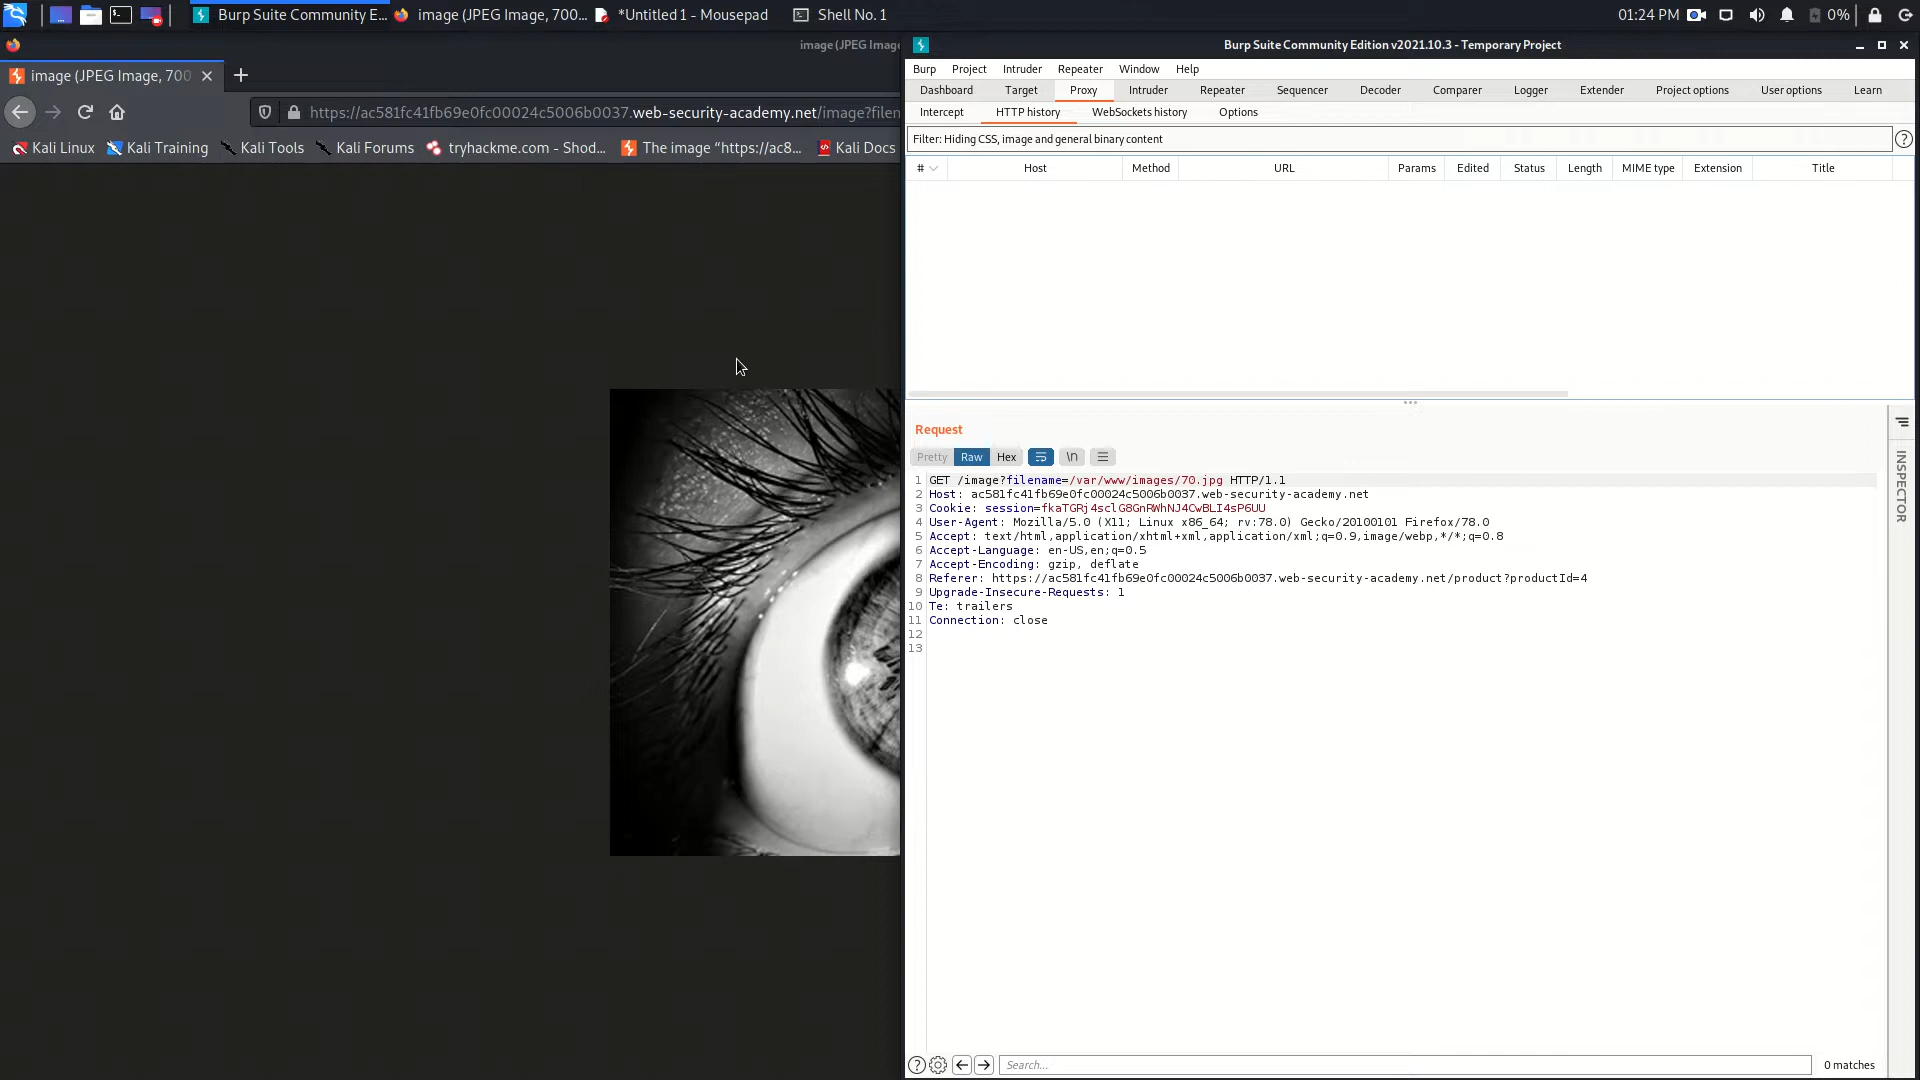 Burp Suite Community E... image (JPEG Image, 700... *Untitled 1 - Mousepad Shell No. 1 01:24 PM 0%
image (JPEG Imag
Burp Suite Community Edition v2021.10.3 - Temporary Project
image (JPEG Image, 700
Burp Project Intruder Repeater Window Help
Dashboard Target Proxy Intruder Repeater Sequencer Decoder Comparer Logger Extender Project options User options Learn
https://ac581fc41fb69e0fc00024c5006b0037.web-security-academy.net/image?filen
Intercept HTTP history WebSockets history Options
Kali Linux Kali Training Kali Tools Kali Forums tryhackme.com - Shod... The image “https://ac8... Kali Docs
Filter: Hiding CSS, image and general binary content
# Host Method URL Params Edited Status Length MIME type Extension Title
Request
Pretty Raw Hex \n
1 GET /image?filename=/var/www/images/70.jpg HTTP/1.1
2 Host: ac581fc41fb69e0fc00024c5006b0037.web-security-academy.net
3 Cookie: session=fkaTGRj4sclG8GnRWhNJ4CwBLI4sP6UU
4 User-Agent: Mozilla/5.0 (X11; Linux x86_64; rv:78.0) Gecko/20100101 Firefox/78.0
5 Accept: text/html,application/xhtml+xml,application/xml;q=0.9,image/webp,*/*;q=0.8
6 Accept-Language: en-US,en;q=0.5
7 Accept-Encoding: gzip, deflate
8 Referer: https://ac581fc41fb69e0fc00024c5006b0037.web-security-academy.net/product?productId=4
9 Upgrade-Insecure-Requests: 1
10 Te: trailers
11 Connection: close
12
13
INSPECTOR
Search... 0 matches